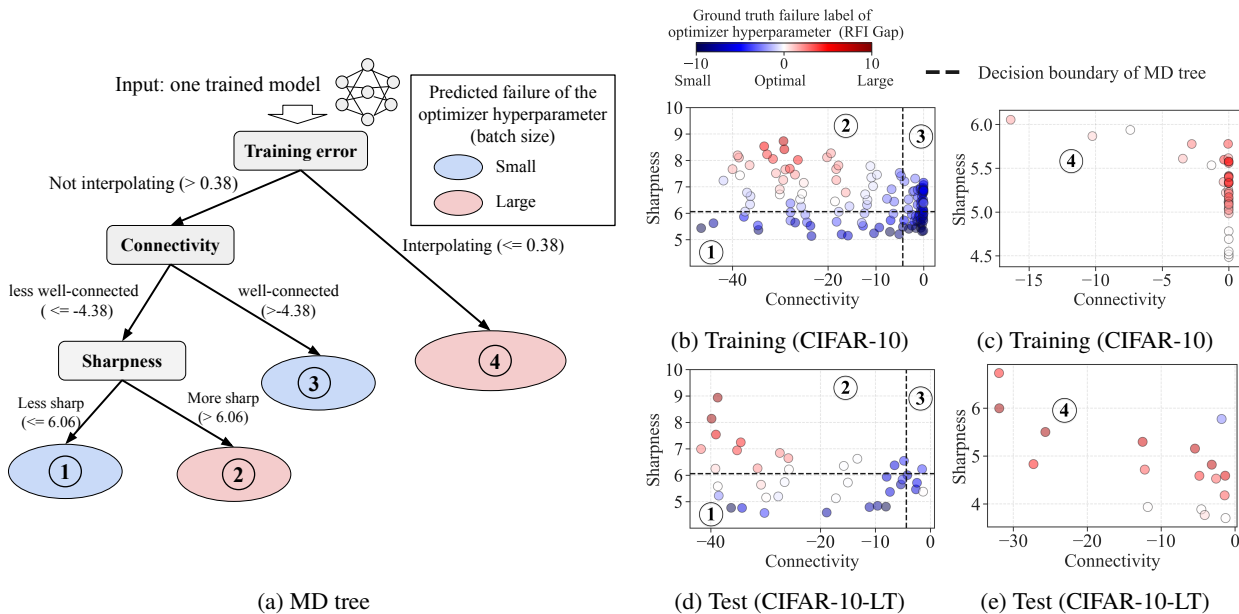 Input: one trained model
Training error
Not interpolating (> 0.38)
Interpolating (<= 0.38)
Connectivity
less well-connected
( <= -4.38)
well-connected
(>-4.38)
Sharpness
Less sharp
(<= 6.06)
More sharp
(> 6.06)
1
2
3
4
Predicted failure of the
optimizer hyperparameter
(batch size)
Small
Large
(a) MD tree
Ground truth failure label of
optimizer hyperparameter (RFI Gap)
−10 0 10
Small Optimal Large
Decision boundary of MD tree
10
9
8
7
6
5
Sharpness
1
2
3
−40 −20 0
Connectivity
(b) Training (CIFAR-10)
6.0
5.5
5.0
4.5
Sharpness
4
−15 −10 −5 0
Connectivity
(c) Training (CIFAR-10)
10
9
8
7
6
5
Sharpness
1
2
3
−40 −30 −20 −10 0
Connectivity
(d) Test (CIFAR-10-LT)
6
5
4
Sharpness
4
−30 −20 −10 0
Connectivity
(e) Test (CIFAR-10-LT)